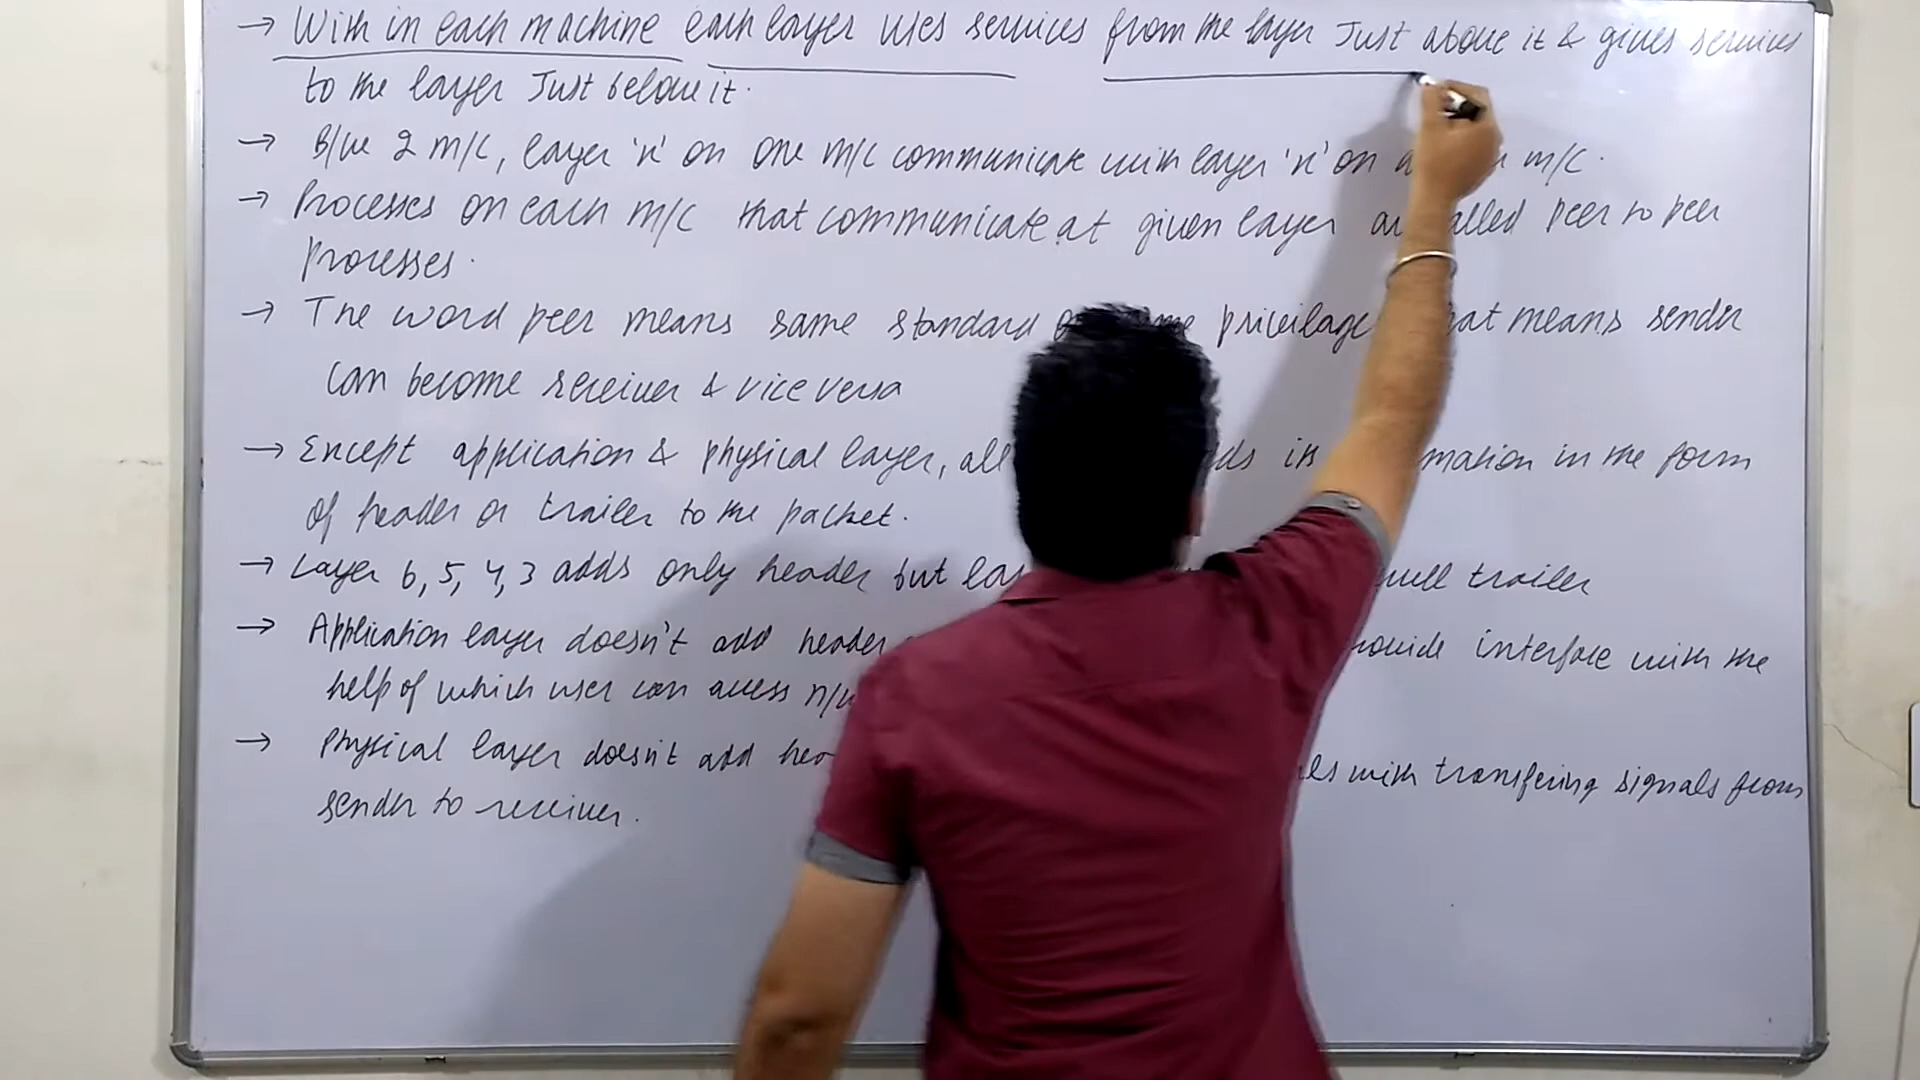 → With in each machine each layer uses services from the layer Just above it & gives services
to the layer Just below it.
→ B/w 2 m/c, layer 'x' on one m/c communicate with layer 'x' on m/c.
→ Processes on each m/c that communicate at given layer peer to peer
processes.
→ The word peer means same standard privilage means sender
can become receiver & vice versa
→ Except application & physical layer, all in the form
of header or trailer to the packet.
→ Layer 6, 5, 4, 3 adds only header but trailer
→ Application layer doesn't add header interface with the
help of which user can access n/w
→ Physical layer doesn't add with transfering signals from
sender to receiver.